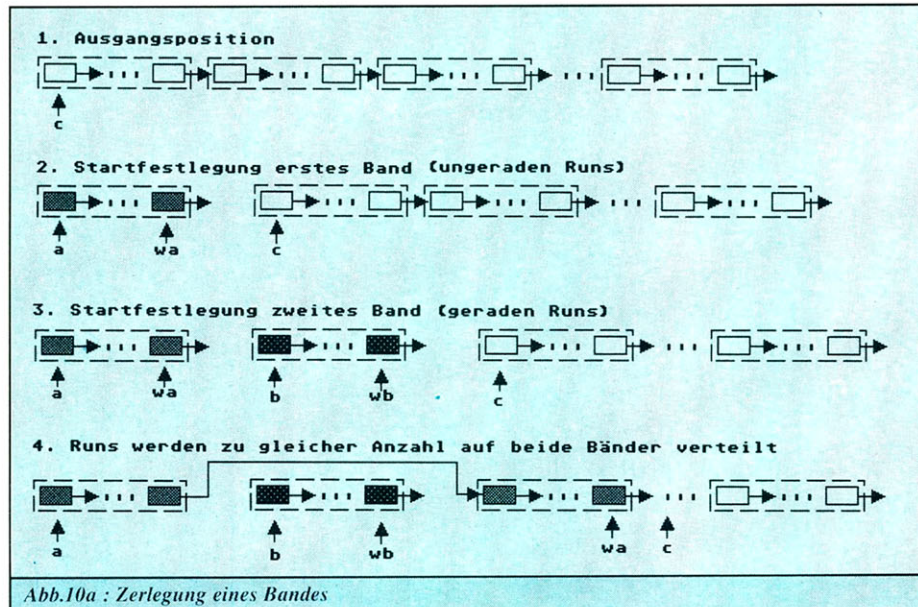 1. Ausgangsposition
c
2. Startfestlegung erstes Band (ungeraden Runs)
a wa c
3. Startfestlegung zweites Band (geraden Runs)
a wa b wb c
4. Runs werden zu gleicher Anzahl auf beide Bänder verteilt
a b wb wa c
Abb.10a : Zerlegung eines Bandes